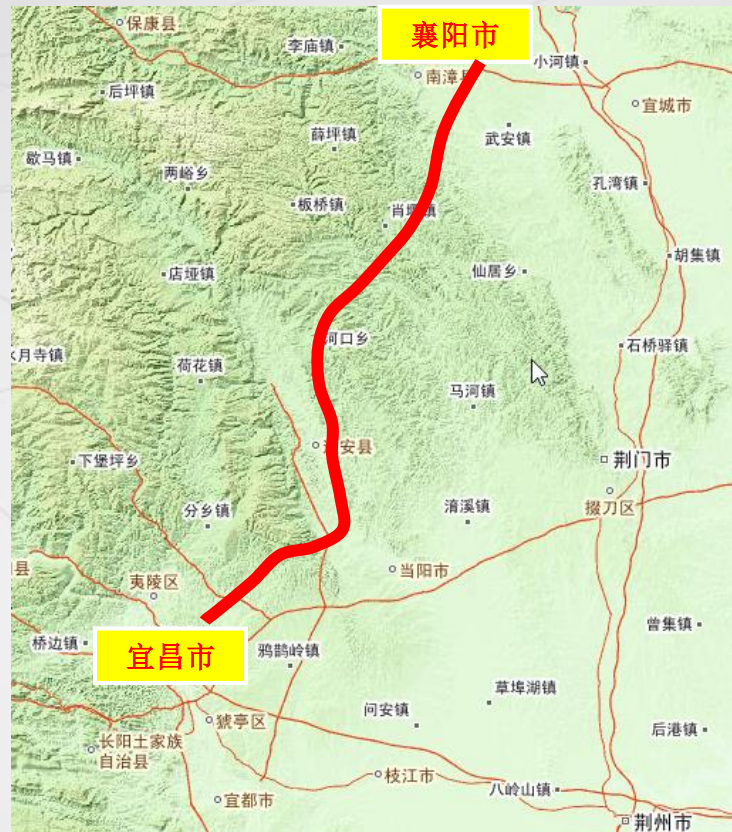 保康县
李庙镇
襄阳市
小河镇
南漳
后坪镇
宜城市
薛坪镇
武安镇
歇马镇
两峪乡
孔湾镇
板桥镇
肖
镇
胡集镇
店垭镇
仙居乡
河口乡
石桥驿镇
水月寺镇
荷花镇
马河镇
安县
下堡坪乡
荆门市
分乡镇
淯溪镇
掇刀区
县
当阳市
夷陵区
曾集镇
桥边镇
宜昌市
鸦鹊岭镇
草埠湖镇
问安镇
猇亭区
后港镇
长阳土家族
自治县
枝江市
八岭山镇
宜都市
荆州市